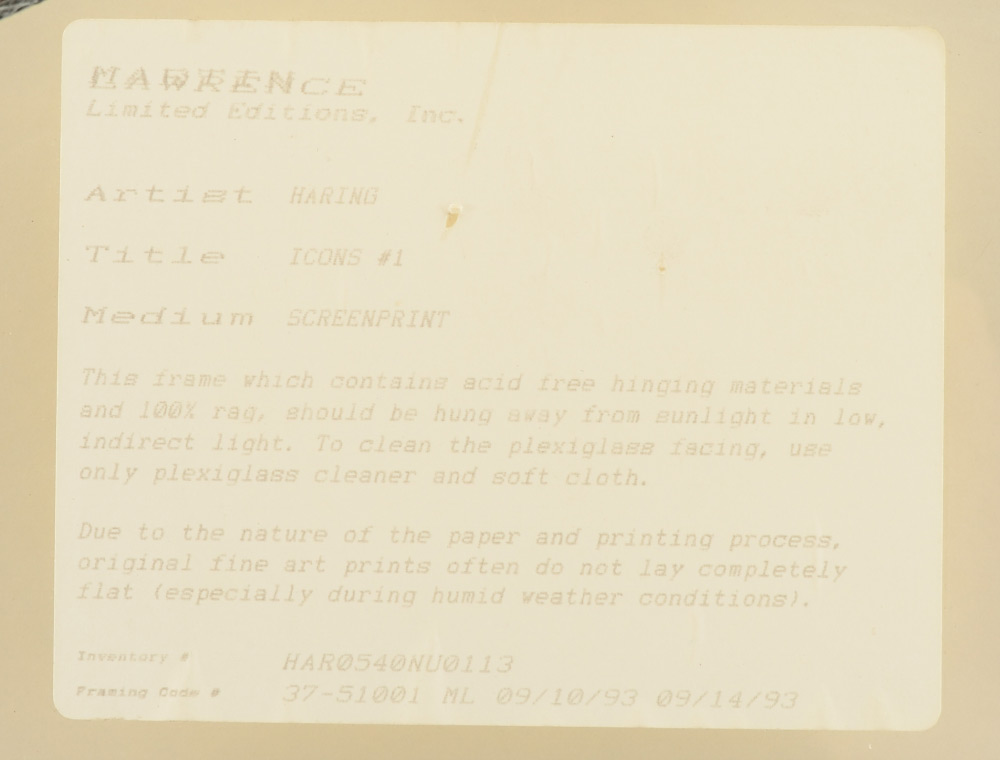 MARTIN LAWRENCE
Limited Editions, Inc.
Artist HARING
Title ICONS #1
Medium SCREENPRINT
This frame which contains acid free hinging materials
and 100% rag, should be hung away from sunlight in low,
indirect light. To clean the plexiglass facing, use
only plexiglass cleaner and soft cloth.
Due to the nature of the paper and printing process,
original fine art prints often do not lay completely
flat (especially during humid weather conditions).
Inventory # HAR0540NU0113
Framing Code # 37-51001 ML 09/10/93 09/14/93